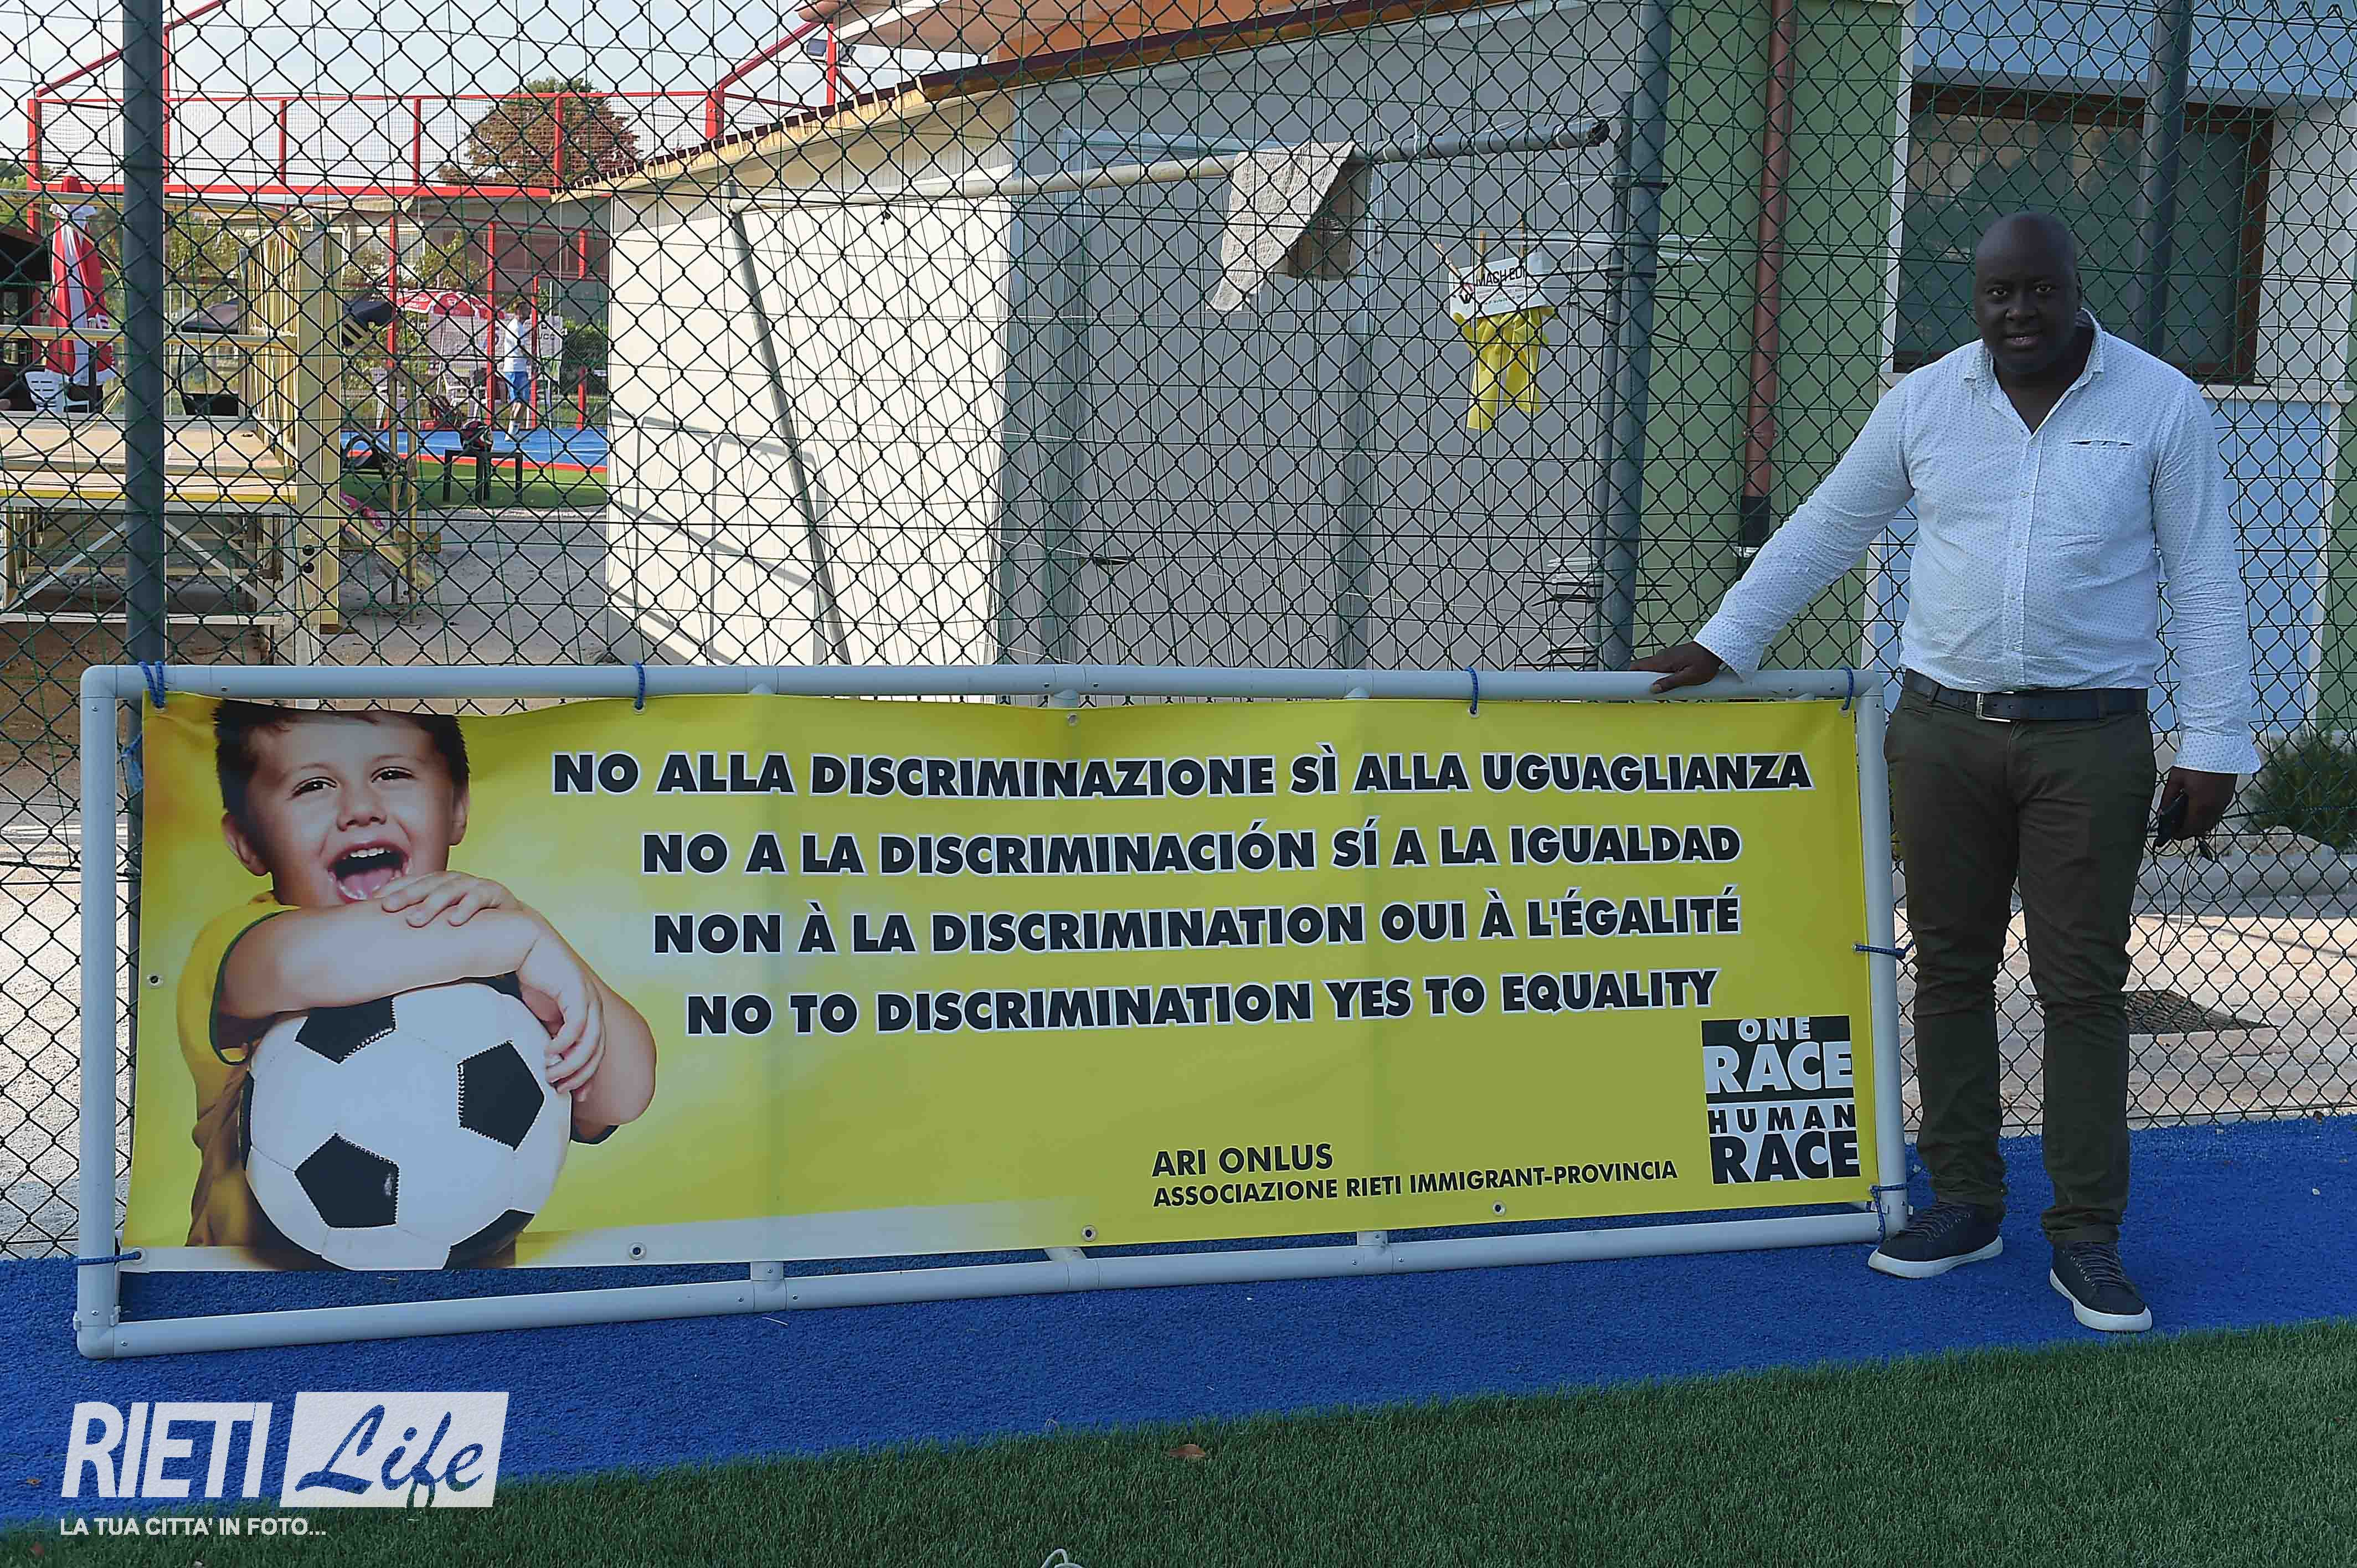 MACH.EDIL
NO ALLA DISCRIMINAZIONE SÌ ALLA UGUAGLIANZA
NO A LA DISCRIMINACIÓN SÍ A LA IGUALDAD
NON À LA DISCRIMINATION OUI À L'ÉGALITÉ
NO TO DISCRIMINATION YES TO EQUALITY
ONE
RACE
HUMAN
RACE
ARI ONLUS
ASSOCIAZIONE RIETI IMMIGRANT-PROVINCIA
RIETI Life
LA TUA CITTA' IN FOTO...